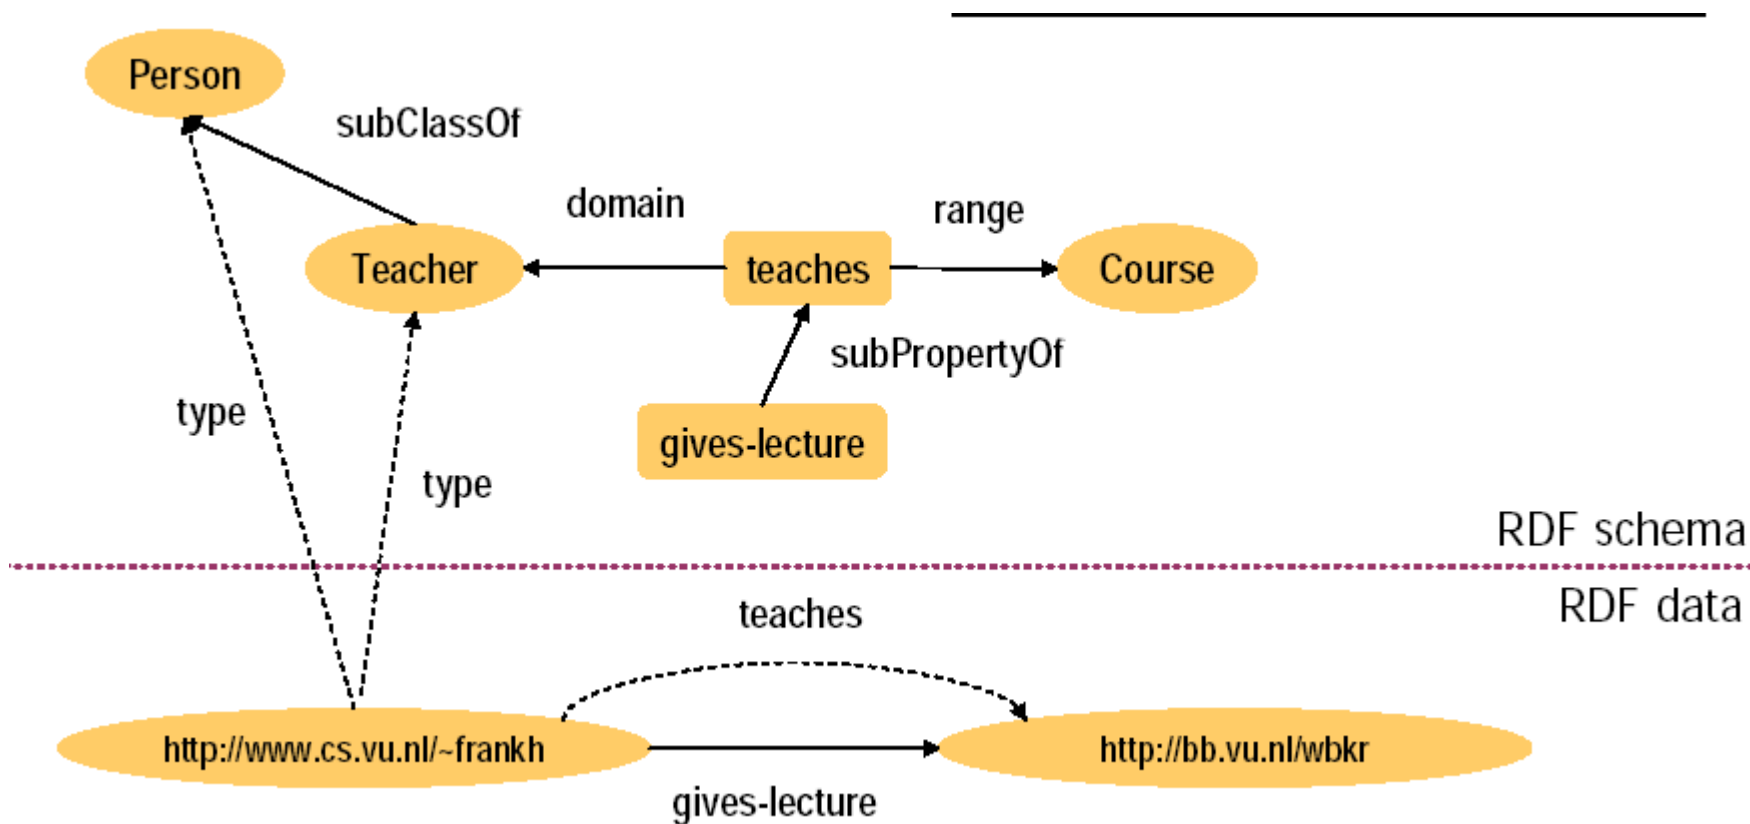 Person
subClassOf
domain
range
Teacher
teaches
Course
subPropertyOf
type
gives-lecture
type
RDF schema
RDF data
teaches
http://www.cs.vu.nl/~frankh
http://bb.vu.nl/wbkr
gives-lecture